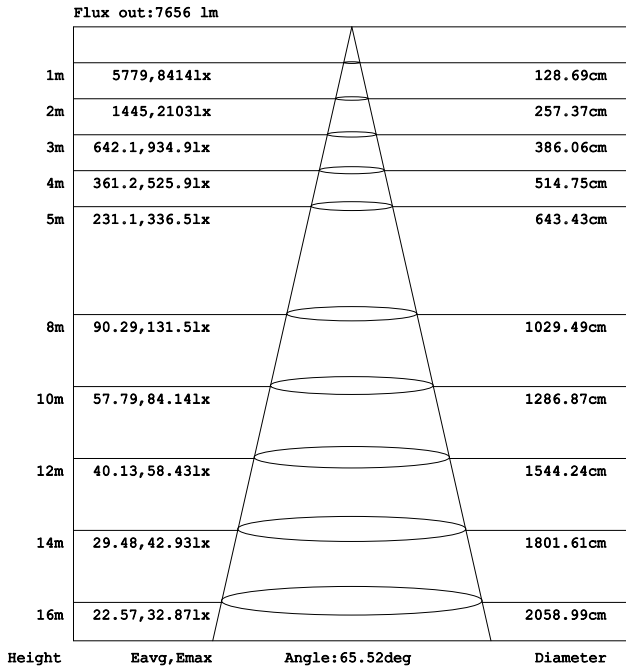 Flux out:7656 lm
1m 5779,8414lx 128.69cm
2m 1445,2103lx 257.37cm
3m 642.1,934.9lx 386.06cm
4m 361.2,525.9lx 514.75cm
5m 231.1,336.5lx 643.43cm
8m 90.29,131.5lx 1029.49cm
10m 57.79,84.14lx 1286.87cm
12m 40.13,58.43lx 1544.24cm
14m 29.48,42.93lx 1801.61cm
16m 22.57,32.87lx 2058.99cm
Height Eavg,Emax Angle:65.52deg Diameter